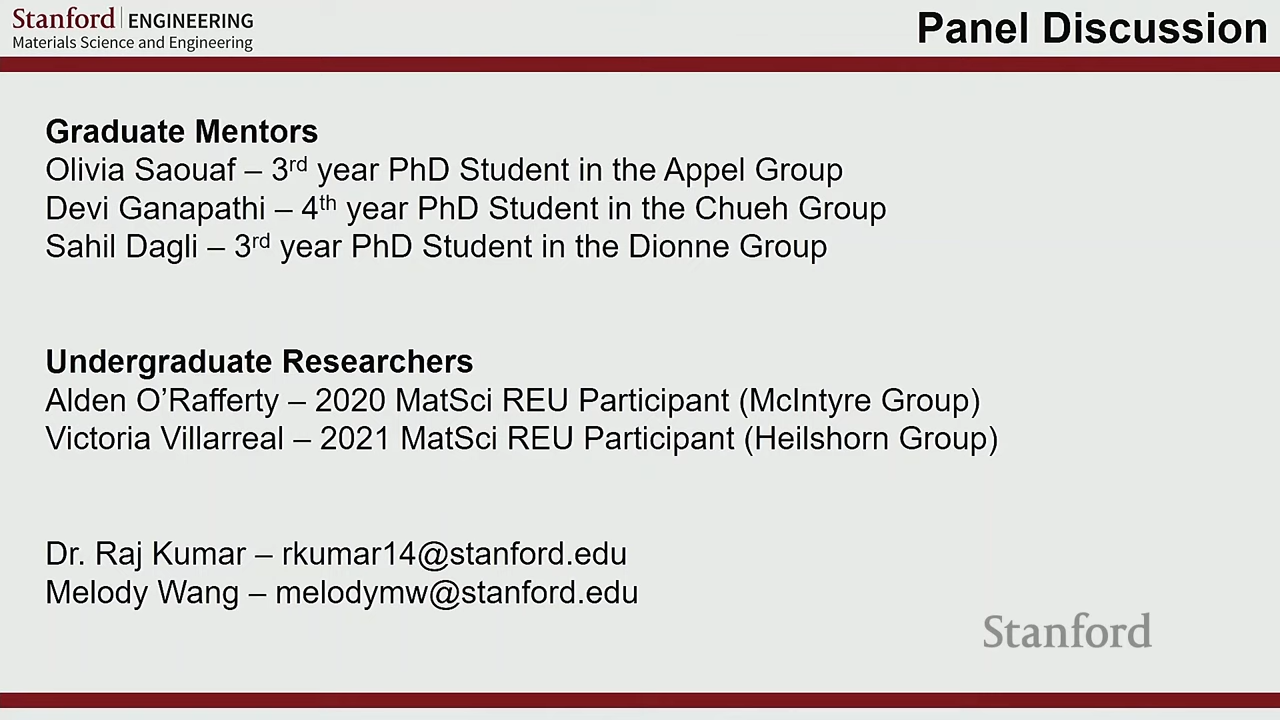 Stanford | ENGINEERING
Materials Science and Engineering
Panel Discussion
Graduate Mentors
Olivia Saouaf – 3rd year PhD Student in the Appel Group
Devi Ganapathi – 4th year PhD Student in the Chueh Group
Sahil Dagli – 3rd year PhD Student in the Dionne Group
Undergraduate Researchers
Alden O’Rafferty – 2020 MatSci REU Participant (McIntyre Group)
Victoria Villarreal – 2021 MatSci REU Participant (Heilshorn Group)
Dr. Raj Kumar – rkumar14@stanford.edu
Melody Wang – melodymw@stanford.edu
Stanford